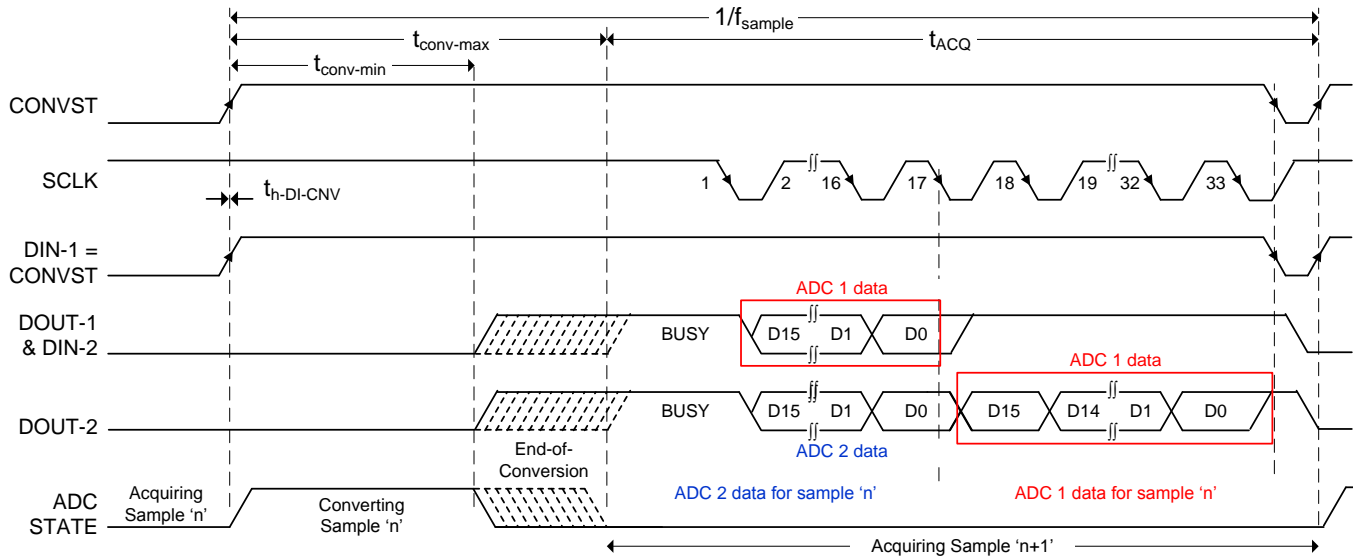 1/fsample
tconv-max
tACQ
tconv-min
CONVST
SCLK
1 2 16 17 18 19 32 33
th-DI-CNV
DIN-1 =
CONVST
ADC 1 data
DOUT-1
& DIN-2
BUSY D15 D1 D0
ADC 1 data
DOUT-2
BUSY D15 D1 D0 D15 D14 D1 D0
ADC 2 data
End-of-
Conversion
ADC
STATE
Acquiring
Sample ‘n’
Converting
Sample ‘n’
ADC 2 data for sample ‘n’
ADC 1 data for sample ‘n’
Acquiring Sample ‘n+1’